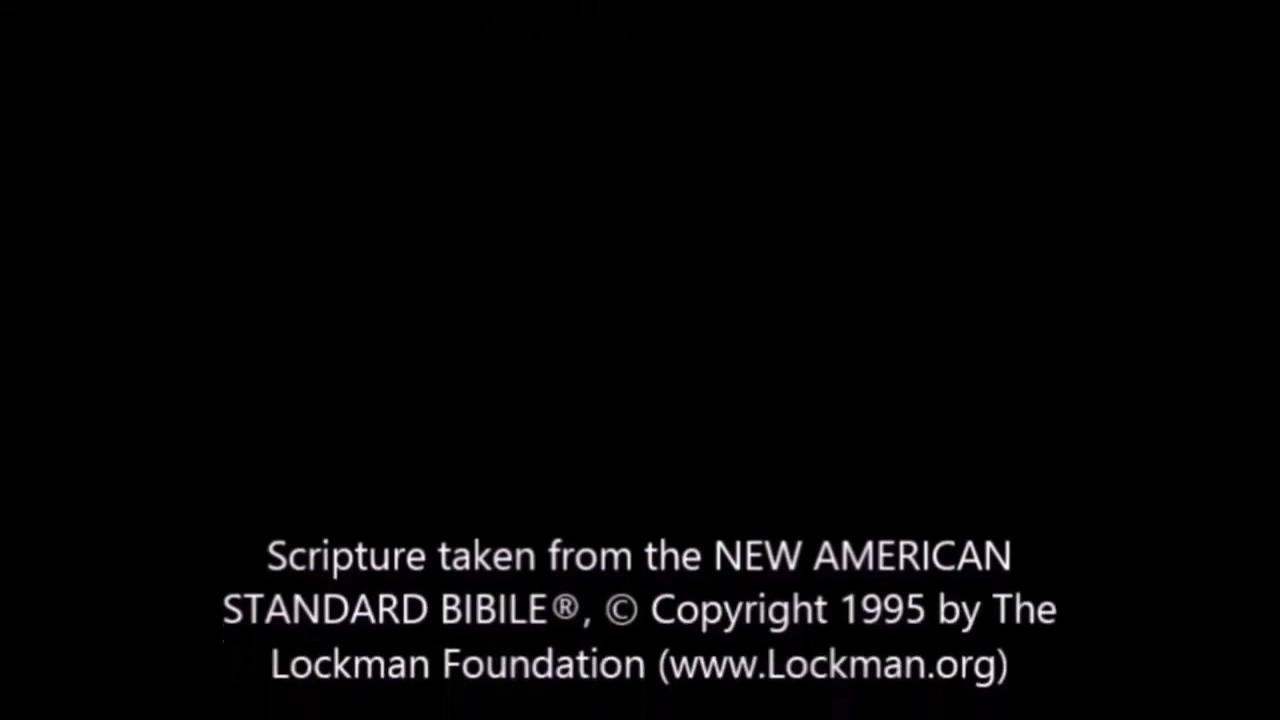 Scripture taken from the NEW AMERICAN
STANDARD BIBILE®, © Copyright 1995 by The
Lockman Foundation (www.Lockman.org)